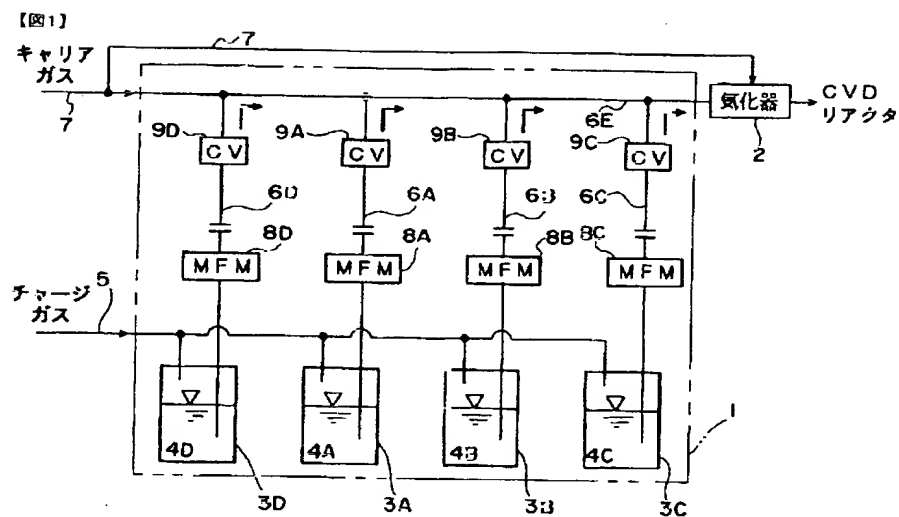 【図1】
7
キャリア
ガス
7
気化器
CVD
リアクタ
2
6E
9D
CV
9A
CV
9B
CV
9C
CV
6D
6A
6B
6C
8D
MFM
8A
MFM
8B
MFM
8C
MFM
チャージ
ガス
5
4D
4A
4B
4C
1
3D
3A
3B
3C